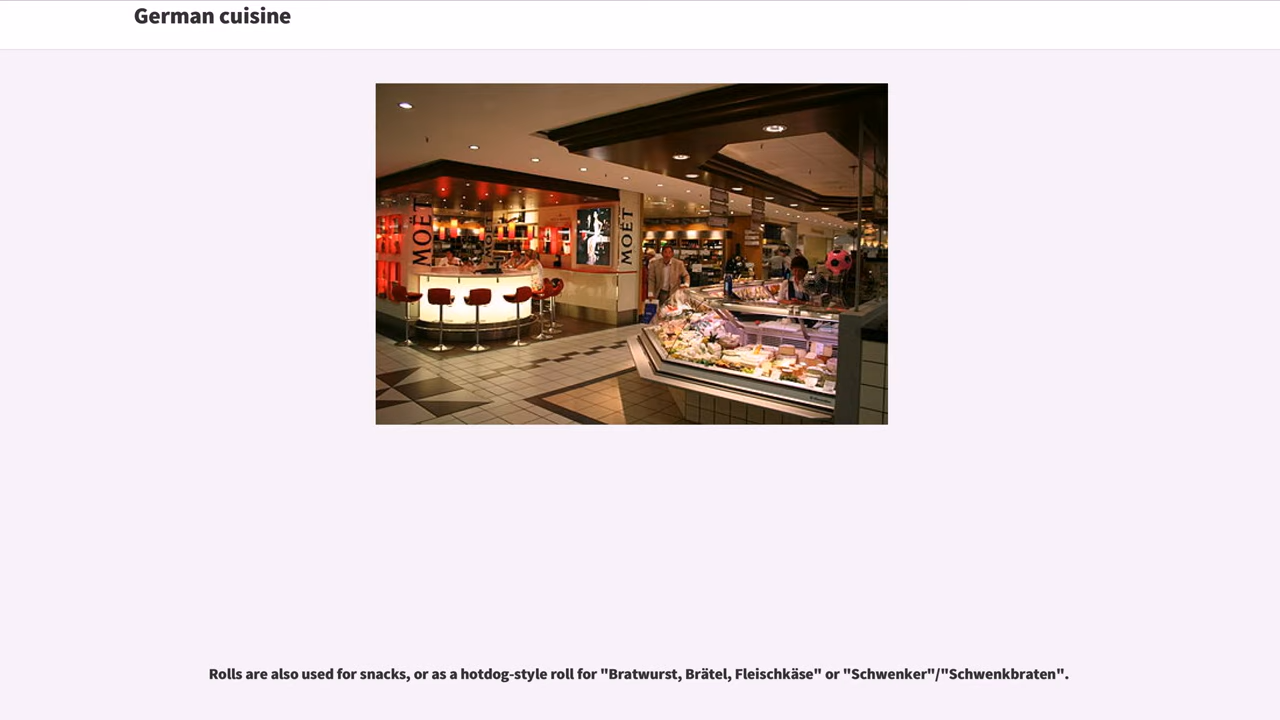 German cuisine
MOËT
MOËT
MOËT
Rolls are also used for snacks, or as a hotdog-style roll for "Bratwurst, Brätel, Fleischkäse" or "Schwenker"/"Schwenkbraten".